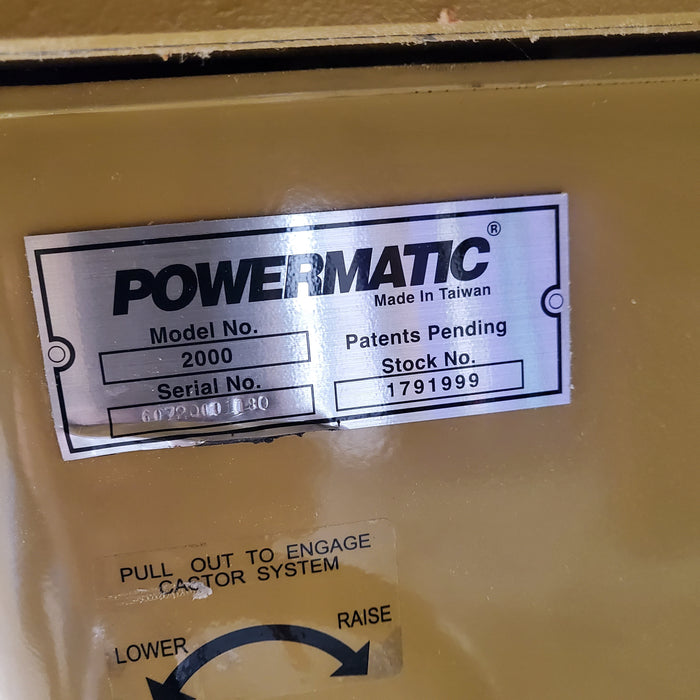 POWERMATIC®
Made In Taiwan
Model No.
2000
Patents Pending
Serial No.
Stock No.
1791999
PULL OUT TO ENGAGE
CASTOR SYSTEM
LOWER
RAISE